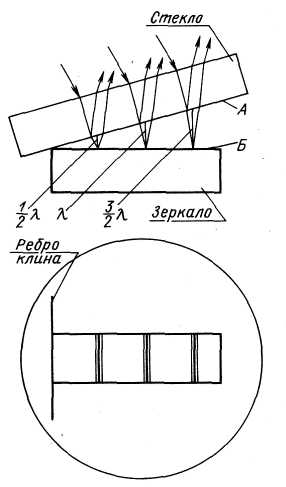 Стекло
А
Б
1/2 λ λ 3/2 λ
Зеркало
Ребро
клина